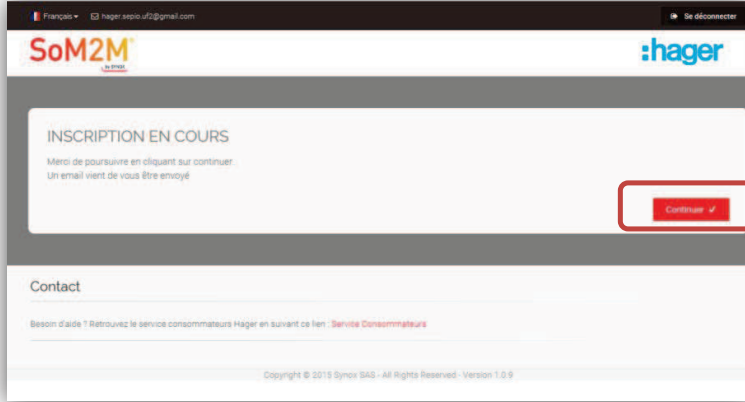 Français hager.sepio.uf2@gmail.com Se déconnecter
SoM2M
by SYNOX
:hager
INSCRIPTION EN COURS
Merci de poursuivre en cliquant sur continuer
Un email vient de vous être envoyé
Continuer
Contact
Besoin d'aide ? Retrouvez le service consommateurs Hager en suivant ce lien : Service Consommateurs
Copyright © 2015 Synox SAS - All Rights Reserved - Version 1.0.9